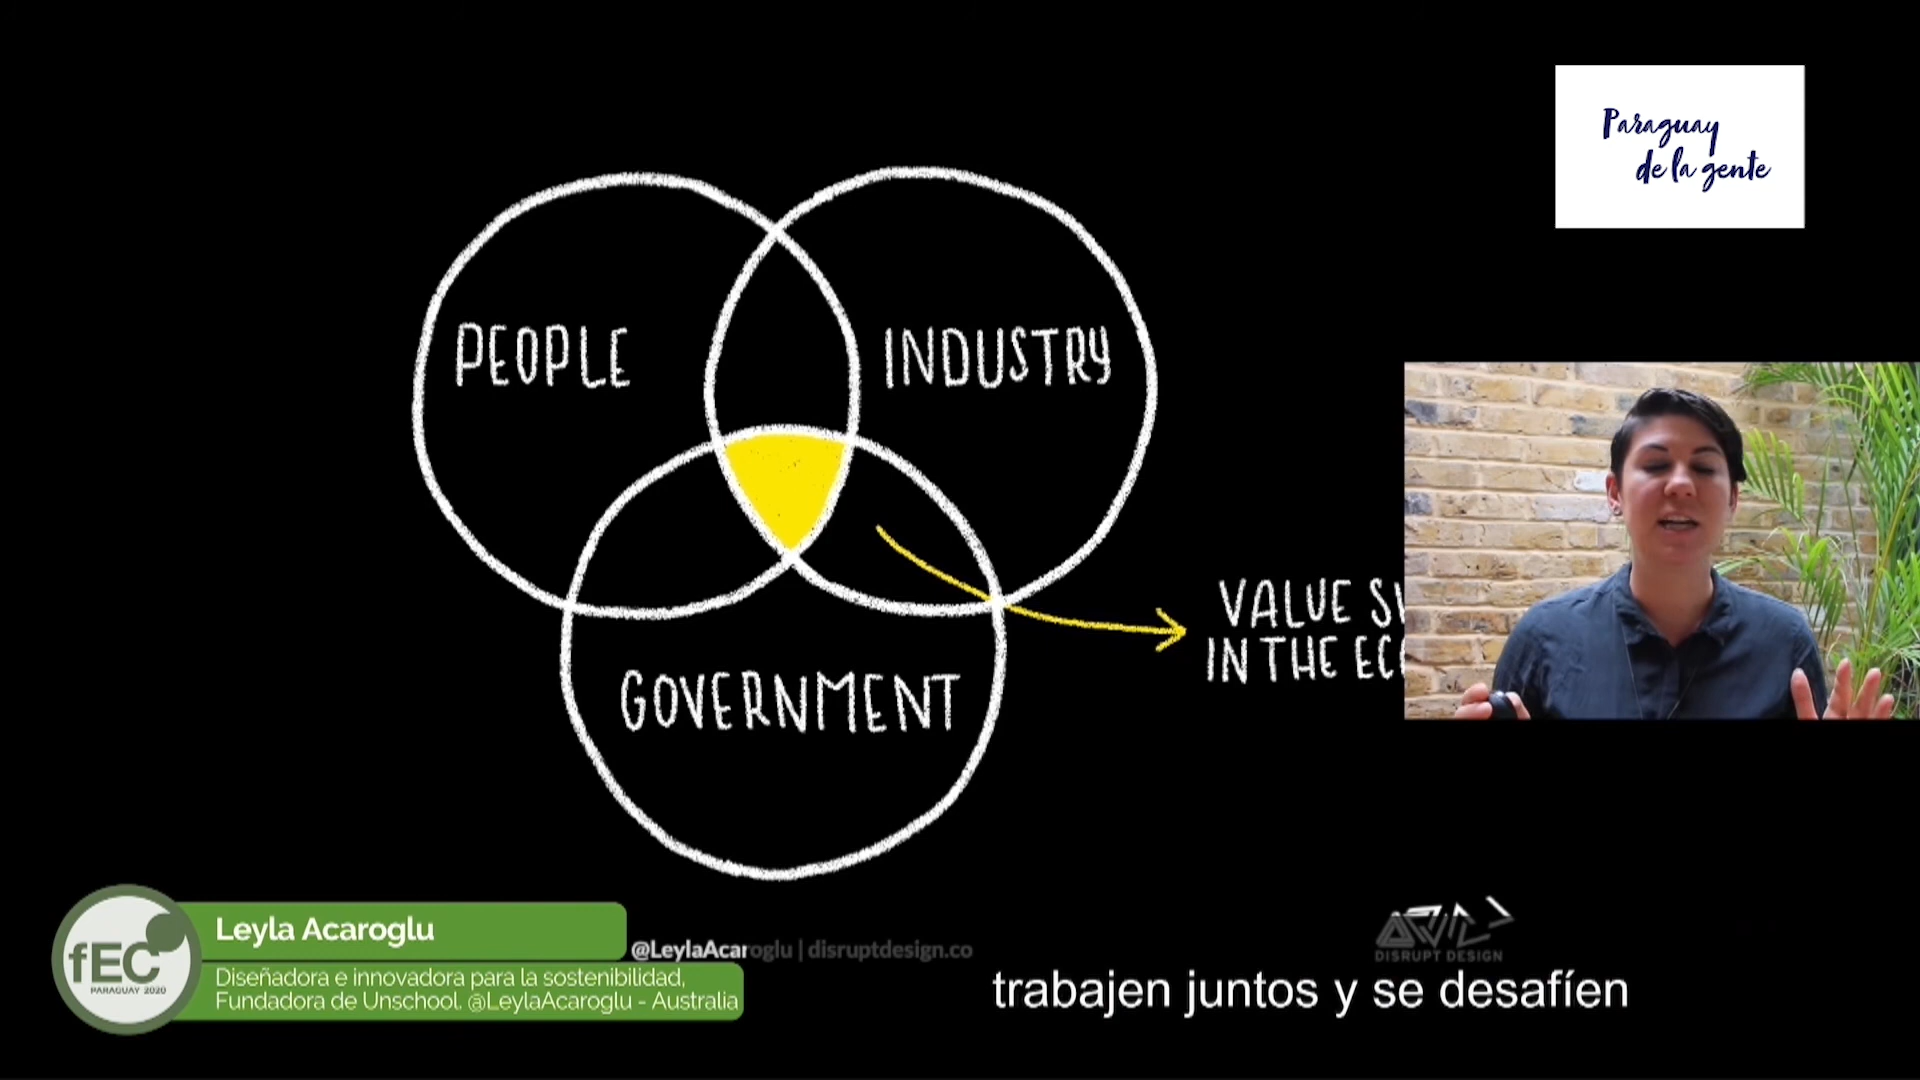 Paraguay
de la gente
PEOPLE
INDUSTRY
VALUE
IN THE
GOVERNMENT
Leyla Acaroglu
@LeylaAcaroglu | disruptdesign.co
DISRUPT DESIGN
fEC
PARAGUAY 2020
Diseñadora e innovadora para la sostenibilidad,
Fundadora de Unschool. @LeylaAcaroglu - Australia
trabajen juntos y se desafíen